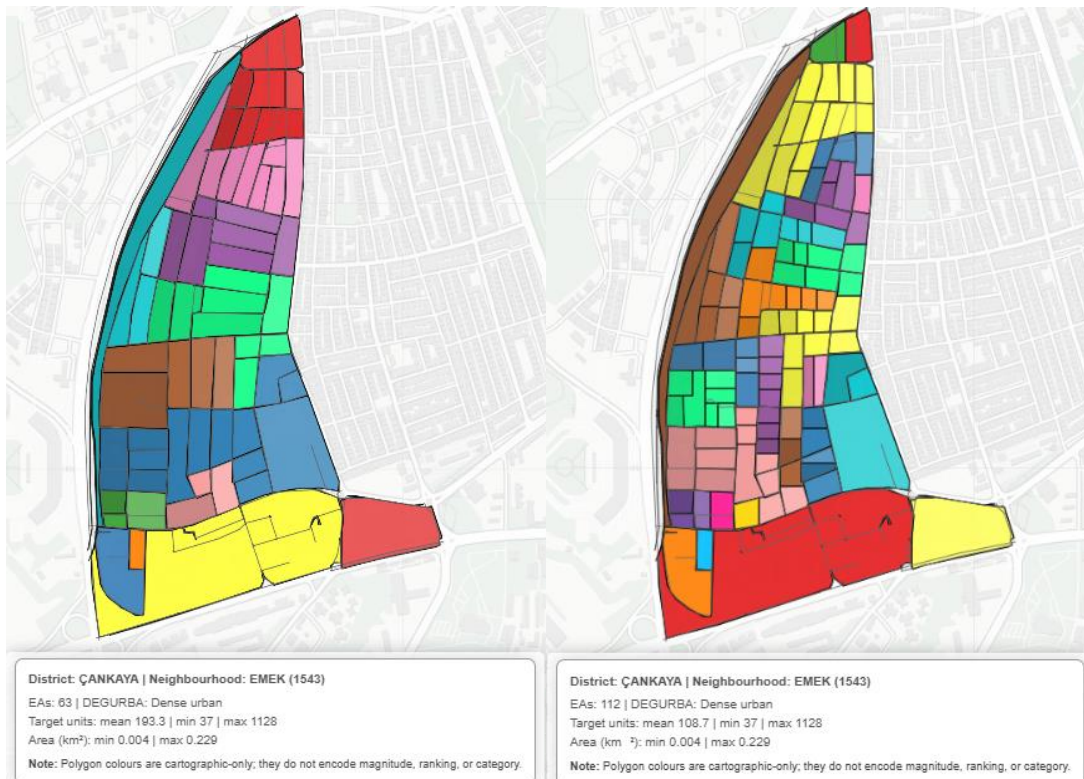 District: ÇANKAYA | Neighbourhood: EMEK (1543)
EAs: 63 | DEGURBA: Dense urban
Target units: mean 193.3 | min 37 | max 1128
Area (km²): min 0.004 | max 0.229
Note: Polygon colours are cartographic-only; they do not encode magnitude, ranking, or category.
District: ÇANKAYA | Neighbourhood: EMEK (1543)
EAs: 112 | DEGURBA: Dense urban
Target units: mean 108.7 | min 37 | max 1128
Area (km ²): min 0.004 | max 0.229
Note: Polygon colours are cartographic-only; they do not encode magnitude, ranking, or category.